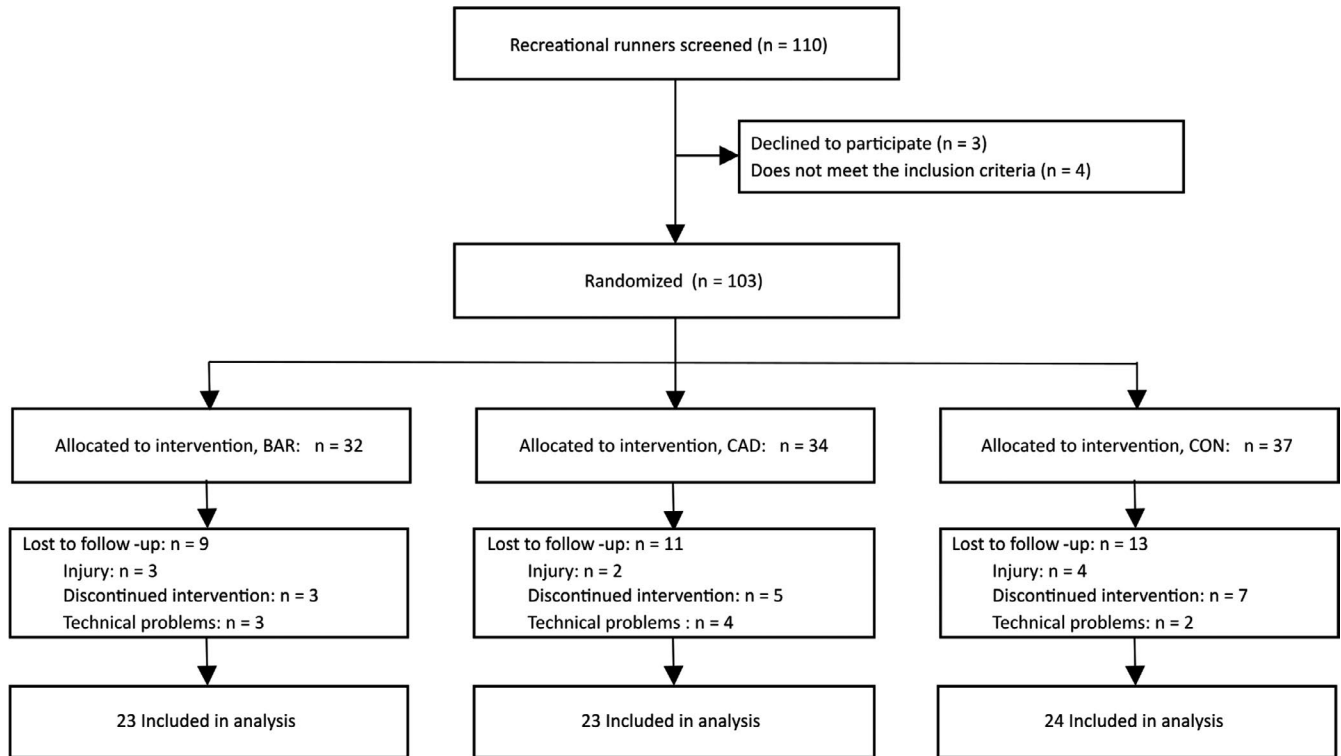 Recreational runners screened (n = 110)
Declined to participate (n = 3)
Does not meet the inclusion criteria (n = 4)
Randomized (n = 103)
Allocated to intervention, BAR: n = 32
Allocated to intervention, CAD: n = 34
Allocated to intervention, CON: n = 37
Lost to follow -up: n = 9
Injury: n = 3
Discontinued intervention: n = 3
Technical problems: n = 3
Lost to follow -up: n = 11
Injury: n = 2
Discontinued intervention: n = 5
Technical problems : n = 4
Lost to follow -up: n = 13
Injury: n = 4
Discontinued intervention: n = 7
Technical problems: n = 2
23 Included in analysis
23 Included in analysis
24 Included in analysis